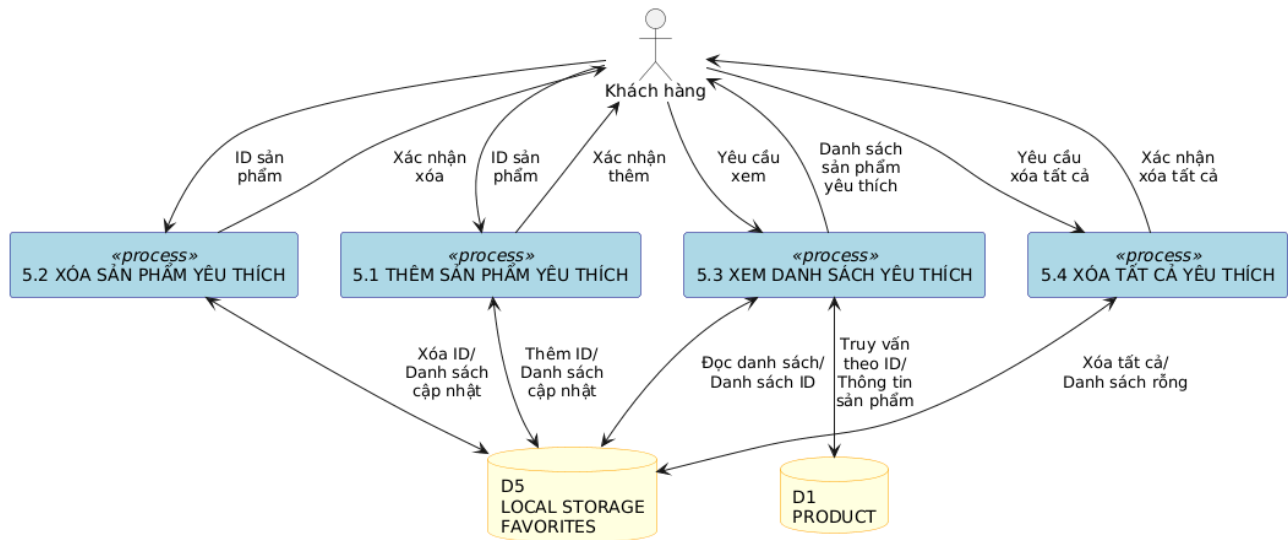 Khách hàng
ID sản
phẩm
Xác nhận
xóa
ID sản
phẩm
Xác nhận
thêm
Yêu cầu
xem
Danh sách
sản phẩm
yêu thích
Yêu cầu
xóa tất cả
Xác nhận
xóa tất cả
«process»
5.2 XÓA SẢN PHẨM YÊU THÍCH
«process»
5.1 THÊM SẢN PHẨM YÊU THÍCH
«process»
5.3 XEM DANH SÁCH YÊU THÍCH
«process»
5.4 XÓA TẤT CẢ YÊU THÍCH
Xóa ID/
Danh sách
cập nhật
Thêm ID/
Danh sách
cập nhật
Đọc danh sách/
Danh sách ID
Truy vấn
theo ID/
Thông tin
sản phẩm
Xóa tất cả/
Danh sách rỗng
D5
LOCAL STORAGE
FAVORITES
D1
PRODUCT